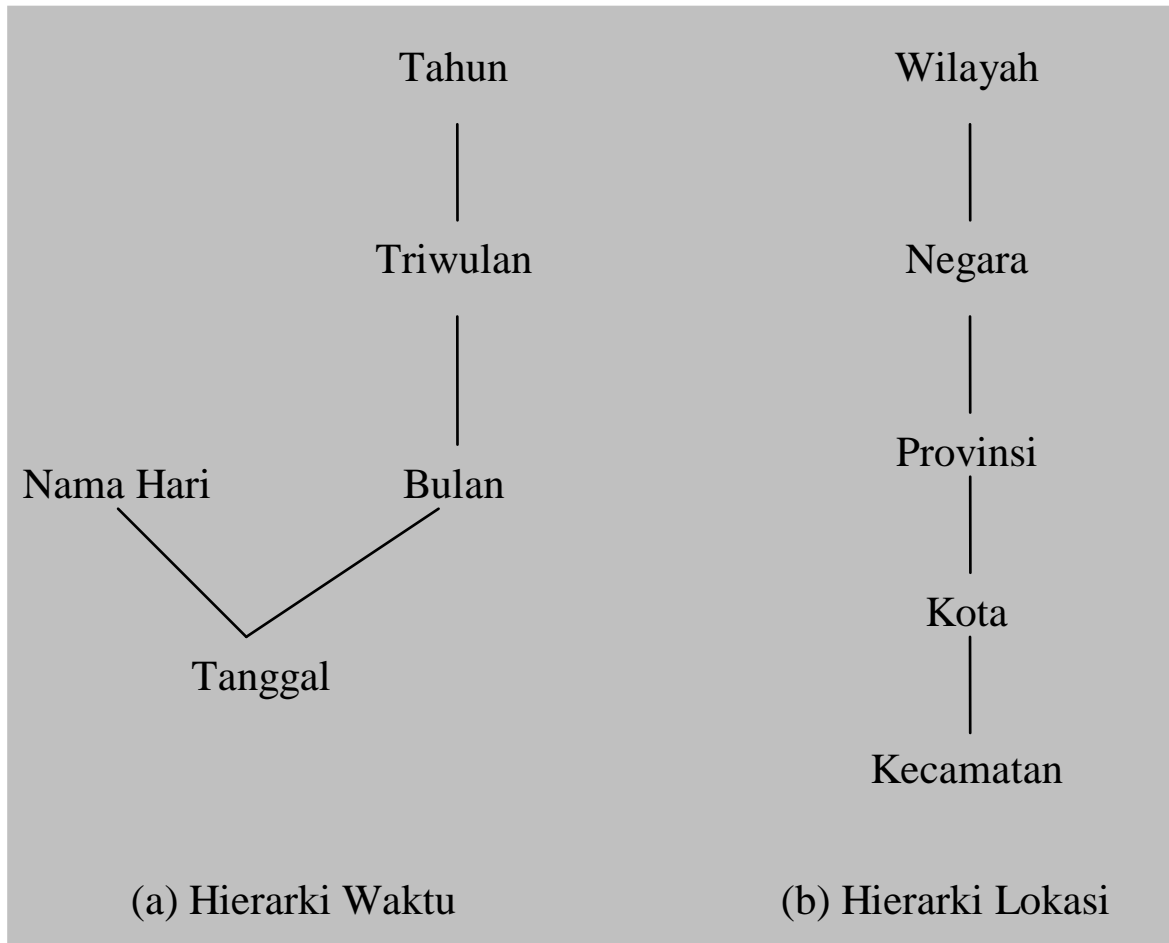 Tahun
Triwulan
Nama Hari
Bulan
Tanggal
(a) Hierarki Waktu
Wilayah
Negara
Provinsi
Kota
Kecamatan
(b) Hierarki Lokasi